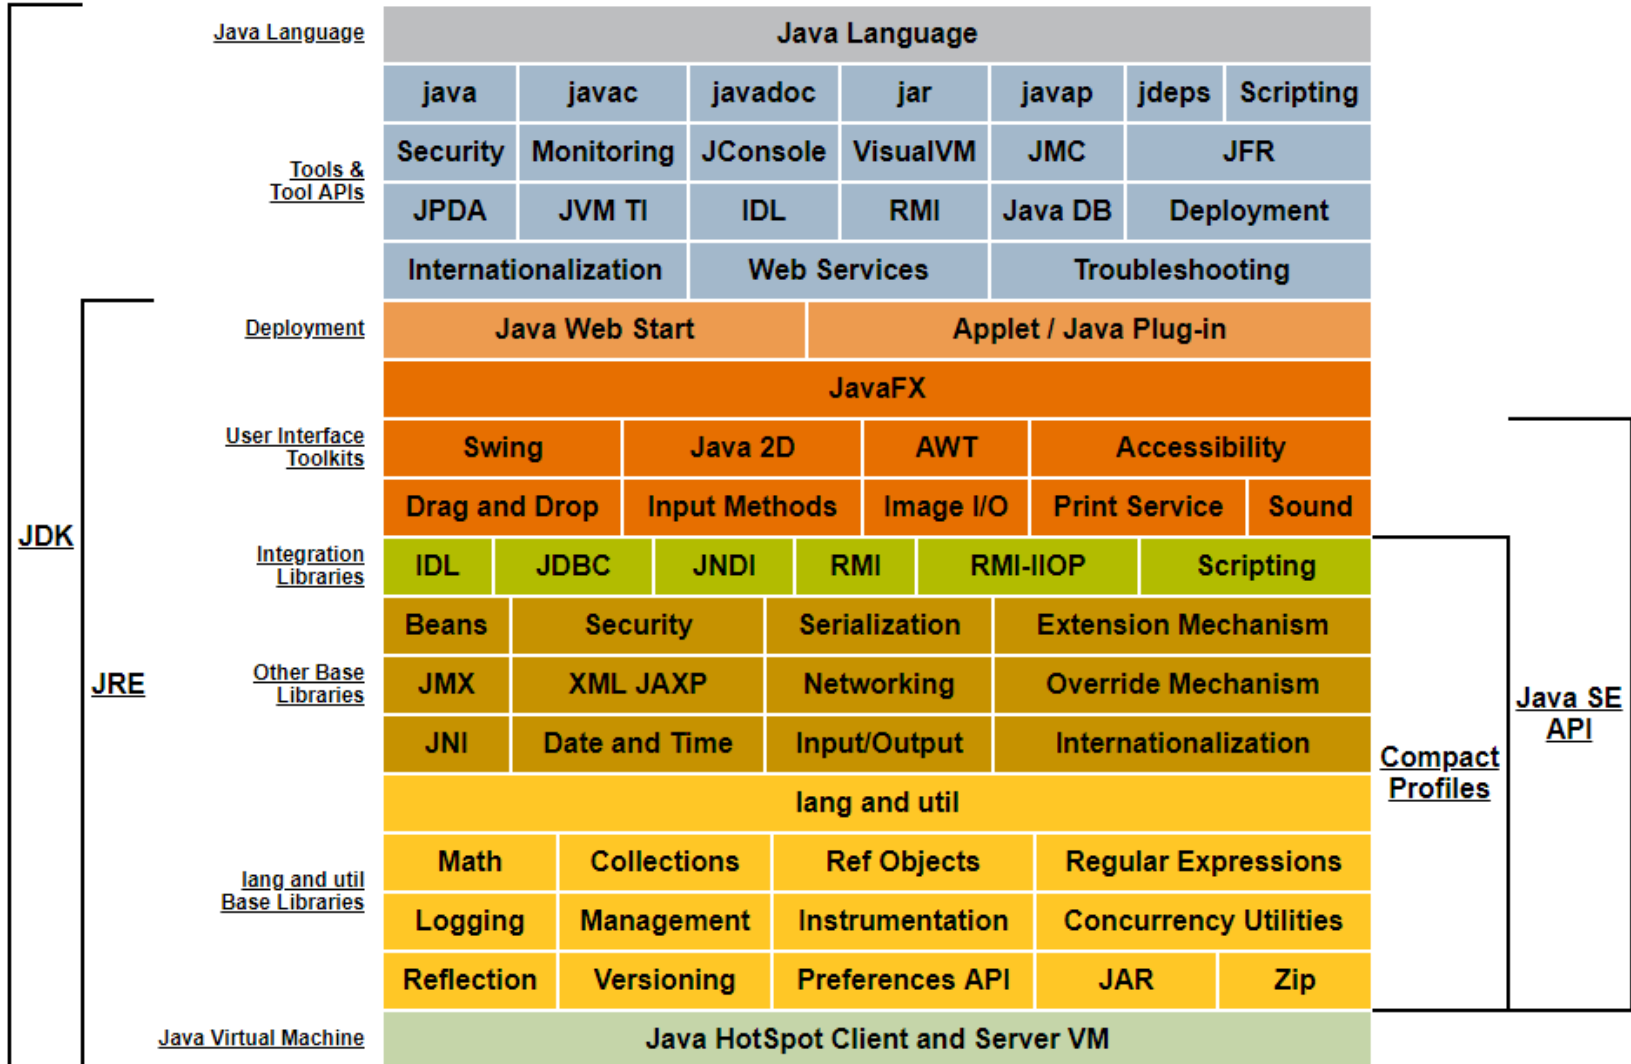 Java Language
Java Language
java javac javadoc jar javap jdeps Scripting
Tools &
Tool APIs
Security Monitoring JConsole VisualVM JMC JFR
JPDA JVM TI IDL RMI Java DB Deployment
Internationalization Web Services Troubleshooting
Deployment
Java Web Start Applet / Java Plug-in
JavaFX
User Interface
Toolkits
Swing Java 2D AWT Accessibility
Drag and Drop Input Methods Image I/O Print Service Sound
JDK
Integration
Libraries
IDL JDBC JNDI RMI RMI-IIOP Scripting
Beans Security Serialization Extension Mechanism
JRE
Other Base
Libraries
JMX XML JAXP Networking Override Mechanism
Java SE
API
JNI Date and Time Input/Output Internationalization
Compact
Profiles
lang and util
lang and util
Base Libraries
Math Collections Ref Objects Regular Expressions
Logging Management Instrumentation Concurrency Utilities
Reflection Versioning Preferences API JAR Zip
Java Virtual Machine
Java HotSpot Client and Server VM